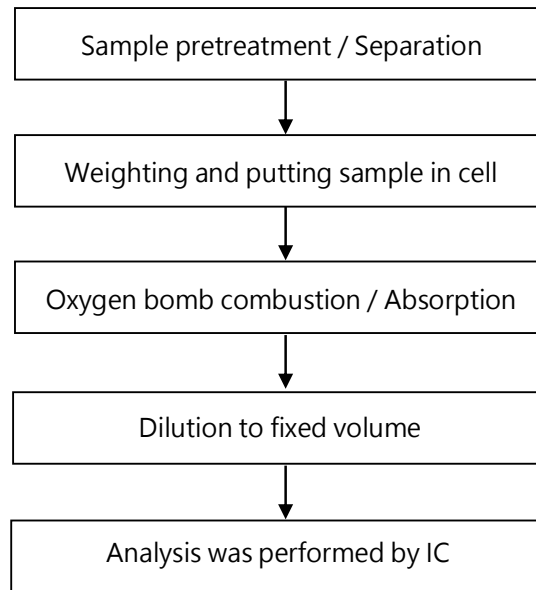 Sample pretreatment / Separation
Weighting and putting sample in cell
Oxygen bomb combustion / Absorption
Dilution to fixed volume
Analysis was performed by IC